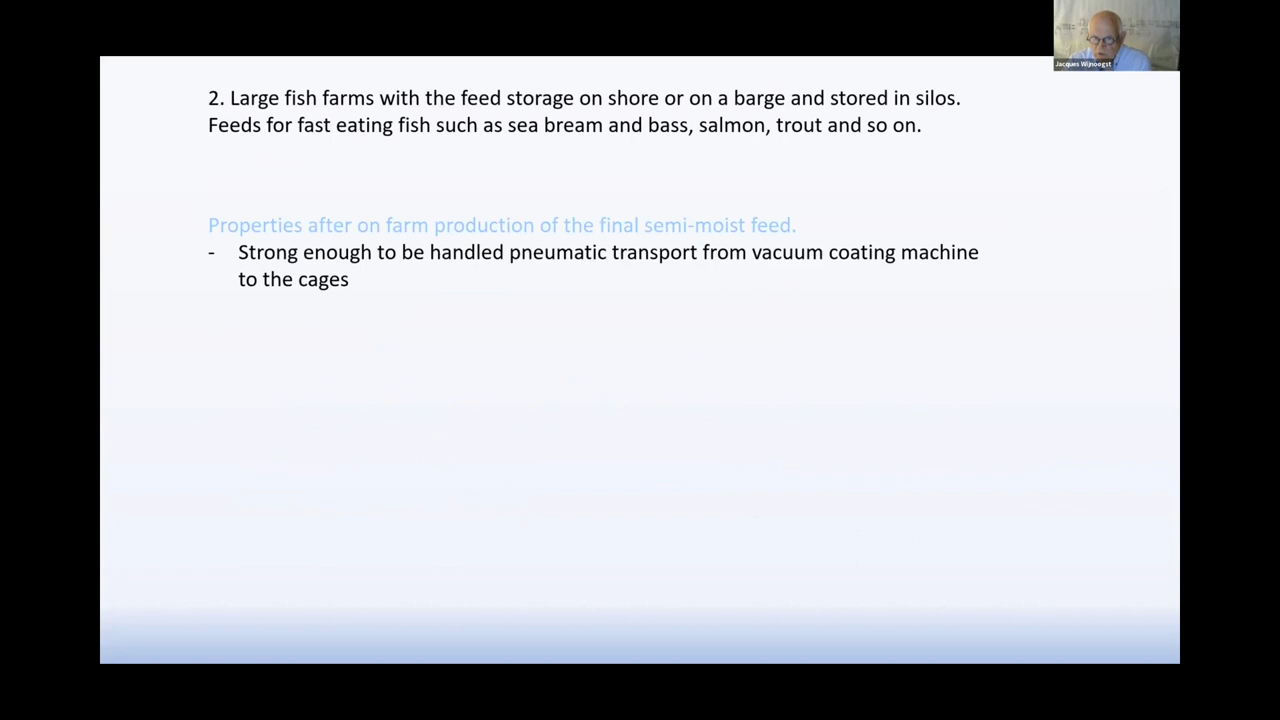 Jacques Wijnoogst
2. Large fish farms with the feed storage on shore or on a barge and stored in silos.
Feeds for fast eating fish such as sea bream and bass, salmon, trout and so on.
Properties after on farm production of the final semi-moist feed.
- Strong enough to be handled pneumatic transport from vacuum coating machine
to the cages